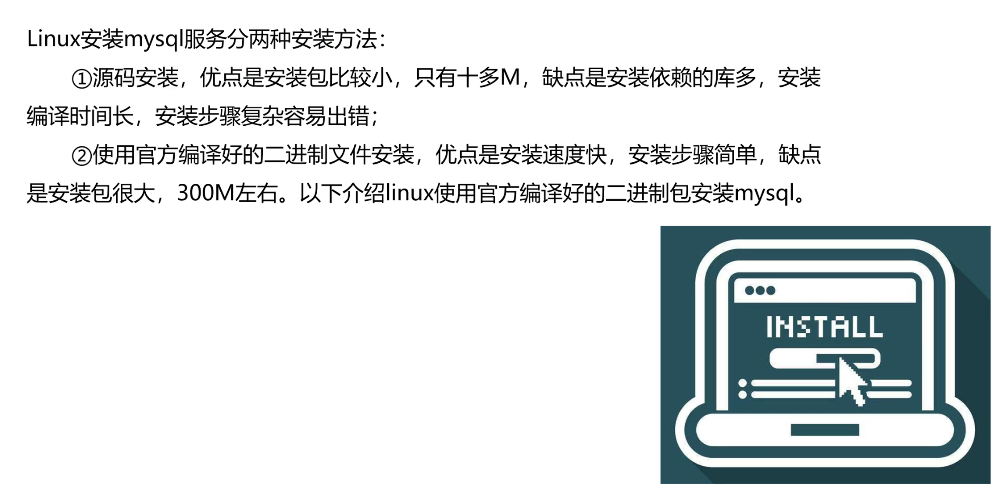 Linux安装mysql服务分两种安装方法：
①源码安装，优点是安装包比较小，只有十多M，缺点是安装依赖的库多，安装
编译时间长，安装步骤复杂容易出错；
②使用官方编译好的二进制文件安装，优点是安装速度快，安装步骤简单，缺点
是安装包很大，300M左右。以下介绍linux使用官方编译好的二进制包安装mysql。
INSTALL